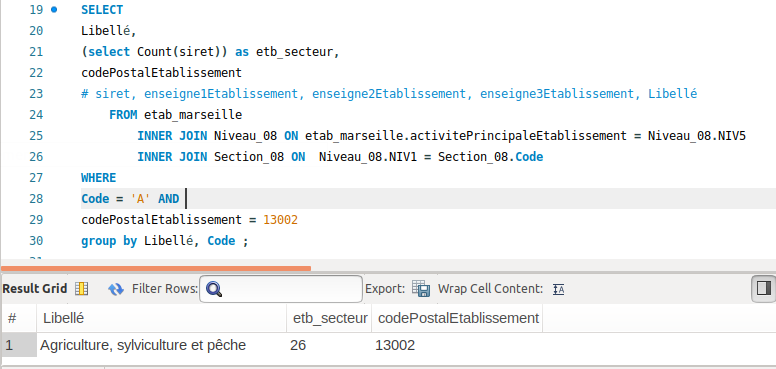 19 SELECT
20 Libellé,
21 (select Count(siret)) as etb_secteur,
22 codePostalEtablissement
23 # siret, enseigne1Etablissement, enseigne2Etablissement, enseigne3Etablissement, Libellé
24 FROM etab_marseille
25 INNER JOIN Niveau_08 ON etab_marseille.activitePrincipaleEtablissement = Niveau_08.NIV5
26 INNER JOIN Section_08 ON Niveau_08.NIV1 = Section_08.Code
27 WHERE
28 Code = 'A' AND
29 codePostalEtablissement = 13002
30 group by Libellé, Code ;
Result Grid Filter Rows: Export: Wrap Cell Content: IA
# Libellé etb_secteur codePostalEtablissement
1 Agriculture, sylviculture et pêche 26 13002